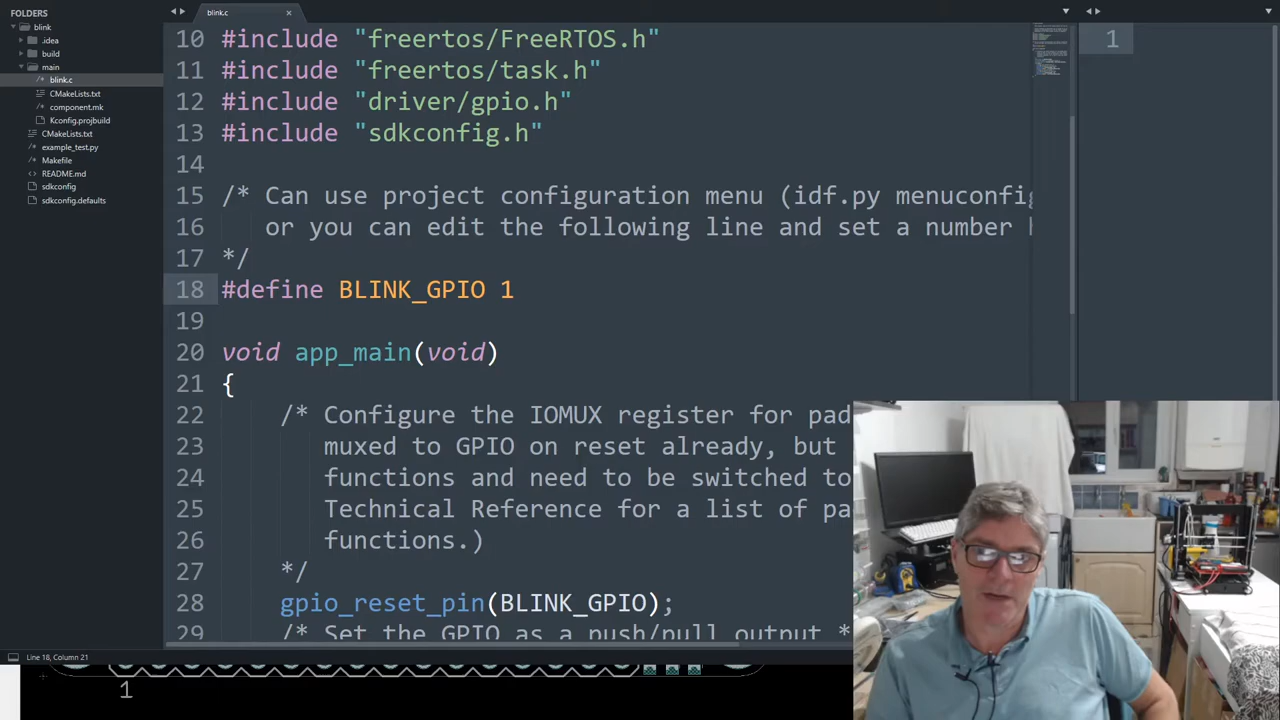 FOLDERS
blink
.idea
build
main
blink.c
CMakeLists.txt
component.mk
Kconfig.projbuild
CMakeLists.txt
example_test.py
Makefile
README.md
sdkconfig
sdkconfig.defaults
blink.c
10 #include "freertos/FreeRTOS.h"
11 #include "freertos/task.h"
12 #include "driver/gpio.h"
13 #include "sdkconfig.h"
14
15 /* Can use project configuration menu (idf.py menuconfig
16 or you can edit the following line and set a number
17 */
18 #define BLINK_GPIO 1
19
20 void app_main(void)
21 {
22 /* Configure the IOMUX register for pad
23 muxed to GPIO on reset already, but
24 functions and need to be switched to
25 Technical Reference for a list of pa
26 functions.)
27 */
28 gpio_reset_pin(BLINK_GPIO);
29 /* Set the GPIO as a push/pull output *
1
Line 18, Column 21
1